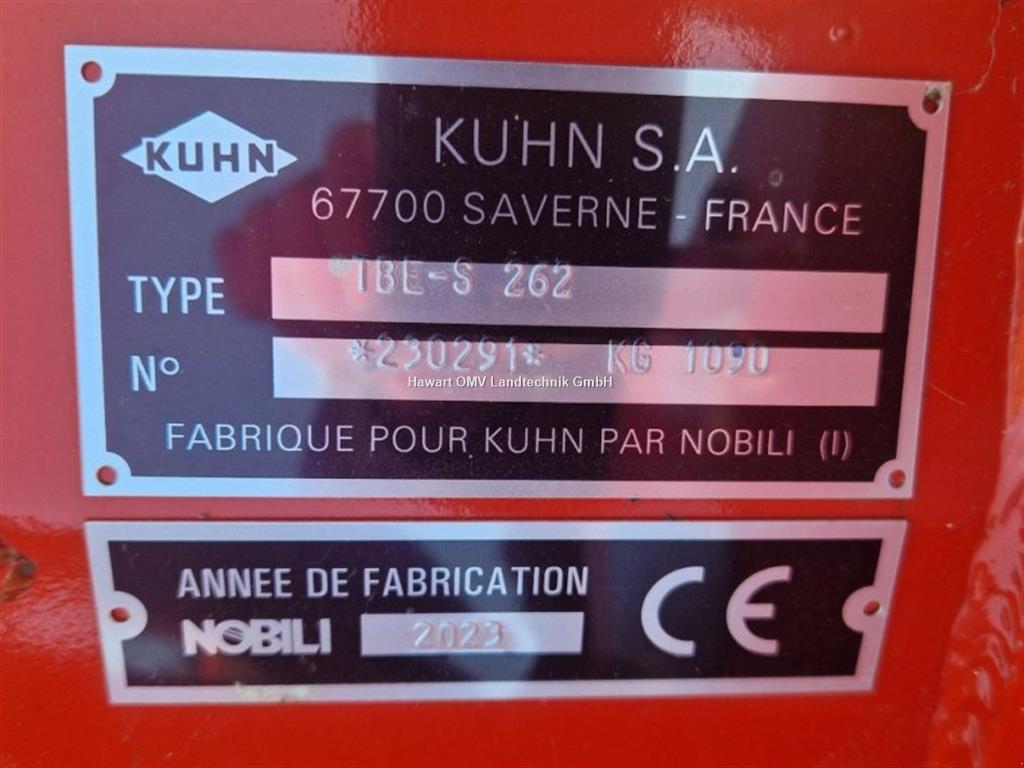 KUHN
KUHN S.A.
67700 SAVERNE - FRANCE
TYPE TBE-S 262
N° *230291* KG 1090
Hawart OMV Landtechnik GmbH
FABRIQUE POUR KUHN PAR NOBILI (I)
ANNEE DE FABRICATION
NOBILI 2023
CE